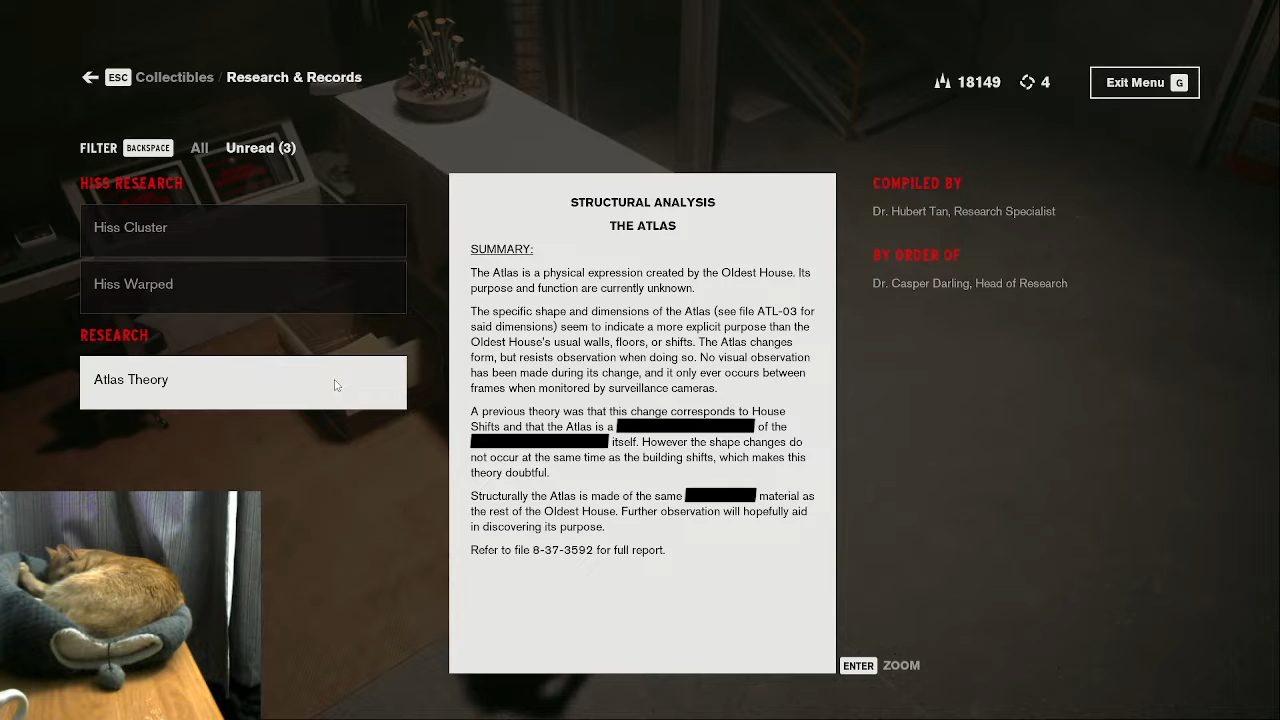 ESC Collectibles / Research & Records
18149
4
Exit Menu G
FILTER BACKSPACE All Unread (3)
HISS RESEARCH
Hiss Cluster
Hiss Warped
RESEARCH
Atlas Theory
STRUCTURAL ANALYSIS
THE ATLAS
SUMMARY:
The Atlas is a physical expression created by the Oldest House. Its
purpose and function are currently unknown.
The specific shape and dimensions of the Atlas (see file ATL-03 for
said dimensions) seem to indicate a more explicit purpose than the
Oldest House's usual walls, floors, or shifts. The Atlas changes
form, but resists observation when doing so. No visual observation
has been made during its change, and it only ever occurs between
frames when monitored by surveillance cameras.
A previous theory was that this change corresponds to House
Shifts and that the Atlas is a of the
itself. However the shape changes do
not occur at the same time as the building shifts, which makes this
theory doubtful.
Structurally the Atlas is made of the same material as
the rest of the Oldest House. Further observation will hopefully aid
in discovering its purpose.
Refer to file 8-37-3592 for full report.
COMPILED BY
Dr. Hubert Tan, Research Specialist
BY ORDER OF
Dr. Casper Darling, Head of Research
ENTER ZOOM